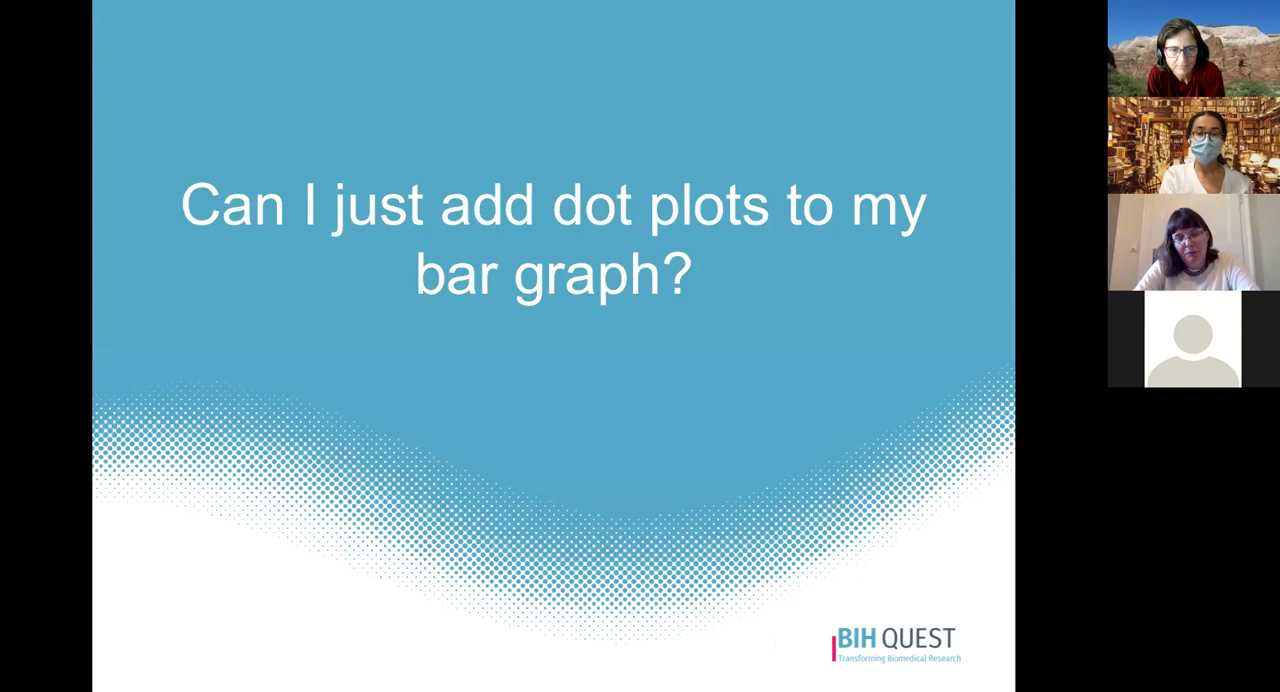 Can I just add dot plots to my
bar graph?
BIH QUEST
Transforming Biomedical Research